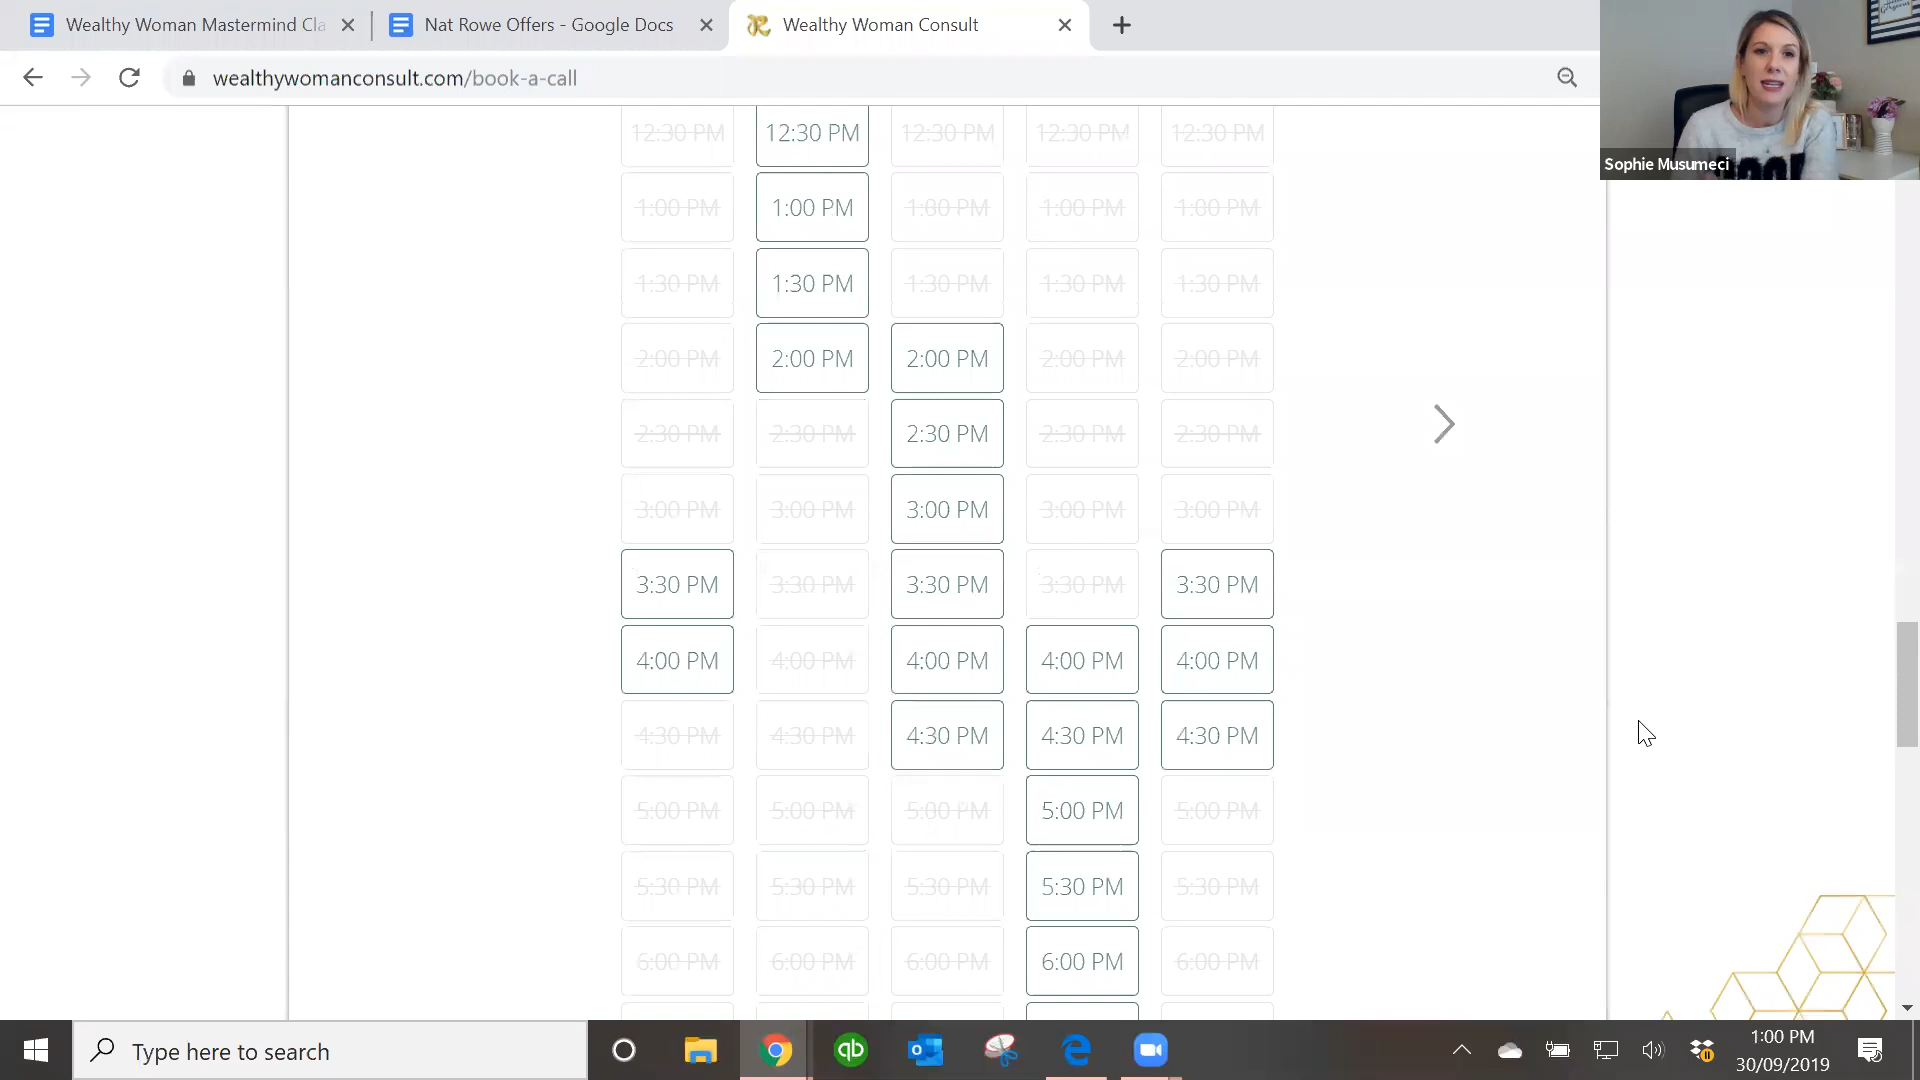 Wealthy Woman Mastermind Cla
Nat Rowe Offers - Google Docs
Wealthy Woman Consult
wealthywomanconsult.com/book-a-call
Sophie Musumeci
12:30 PM 12:30 PM 12:30 PM 12:30 PM 12:30 PM
1:00 PM 1:00 PM 1:00 PM 1:00 PM 1:00 PM
1:30 PM 1:30 PM 1:30 PM 1:30 PM 1:30 PM
2:00 PM 2:00 PM 2:00 PM 2:00 PM 2:00 PM
2:30 PM 2:30 PM 2:30 PM 2:30 PM 2:30 PM
3:00 PM 3:00 PM 3:00 PM 3:00 PM 3:00 PM
3:30 PM 3:30 PM 3:30 PM 3:30 PM 3:30 PM
4:00 PM 4:00 PM 4:00 PM 4:00 PM 4:00 PM
4:30 PM 4:30 PM 4:30 PM 4:30 PM 4:30 PM
5:00 PM 5:00 PM 5:00 PM 5:00 PM 5:00 PM
5:30 PM 5:30 PM 5:30 PM 5:30 PM 5:30 PM
6:00 PM 6:00 PM 6:00 PM 6:00 PM 6:00 PM
Type here to search
qb
1:00 PM
30/09/2019